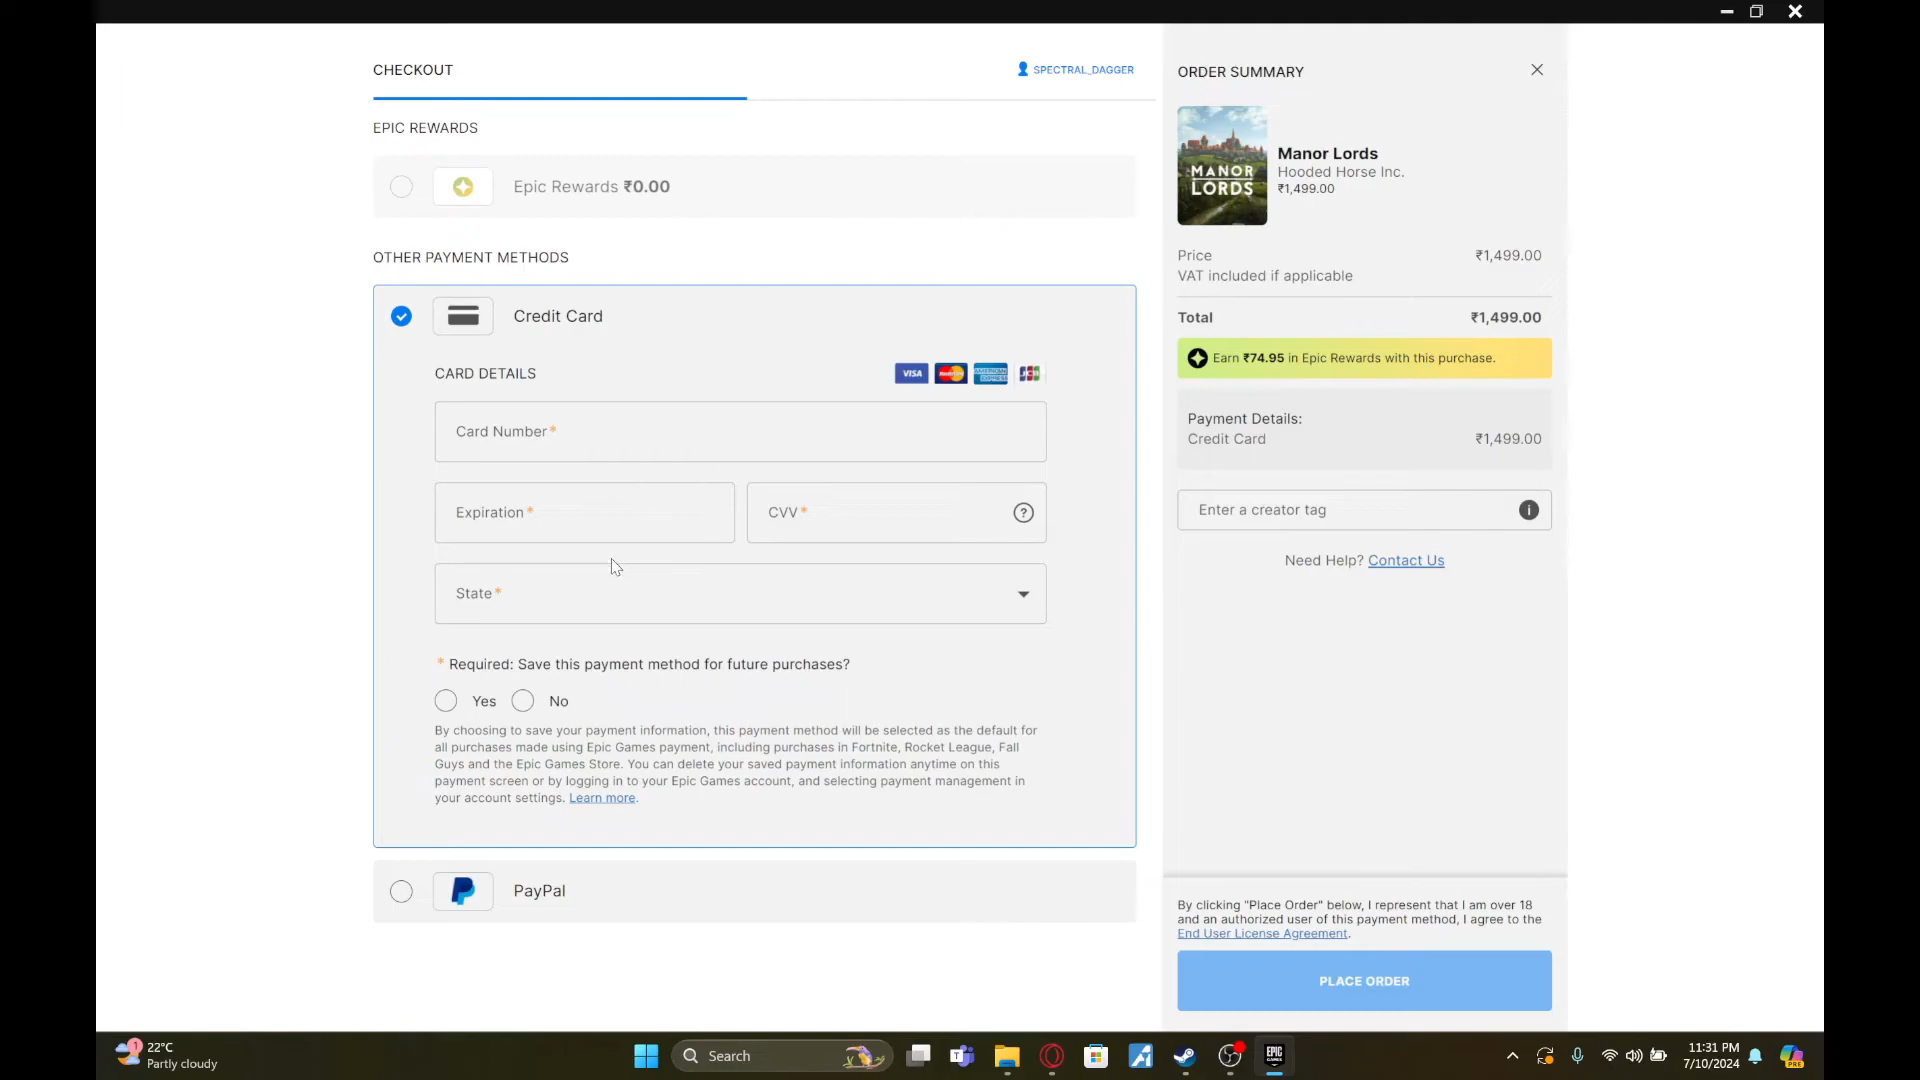 CHECKOUT
SPECTRAL_DAGGER
EPIC REWARDS
Epic Rewards ₹0.00
OTHER PAYMENT METHODS
Credit Card
CARD DETAILS
VISA
MasterCard
AMERICAN EXPRESS
JCB
Card Number*
Expiration*
CVV*
?
State*
* Required: Save this payment method for future purchases?
Yes
No
By choosing to save your payment information, this payment method will be selected as the default for
all purchases made using Epic Games payment, including purchases in Fortnite, Rocket League, Fall
Guys and the Epic Games Store. You can delete your saved payment information anytime on this
payment screen or by logging in to your Epic Games account, and selecting payment management in
your account settings. Learn more.
PayPal
ORDER SUMMARY
MANOR
LORDS
Manor Lords
Hooded Horse Inc.
₹1,499.00
Price ₹1,499.00
VAT included if applicable
Total ₹1,499.00
Earn ₹74.95 in Epic Rewards with this purchase.
Payment Details:
Credit Card ₹1,499.00
Enter a creator tag
Need Help? Contact Us
By clicking "Place Order" below, I represent that I am over 18
and an authorized user of this payment method, I agree to the
End User License Agreement.
PLACE ORDER
1
22°C
Partly cloudy
Search
EPIC
GAMES
11:31 PM
7/10/2024
PRE